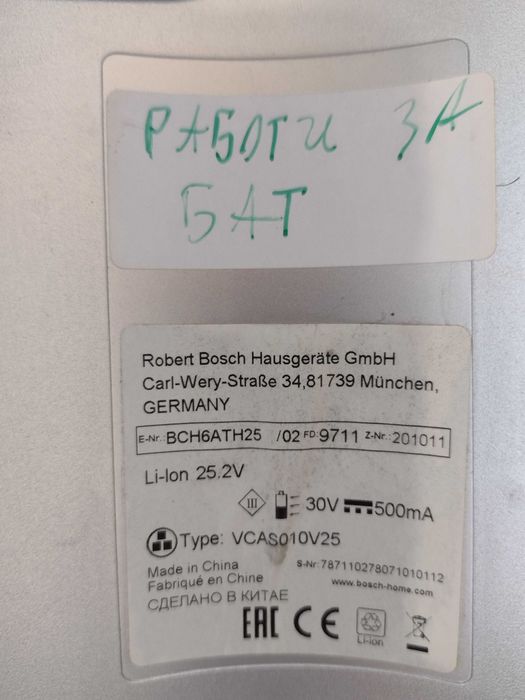 РАБОТИ ЗА
БАТ
Robert Bosch Hausgeräte GmbH
Carl-Wery-Straße 34,81739 München,
GERMANY
E-Nr.:BCH6ATH25 /02 FD:9711 Z-Nr.:201011
Li-Ion 25.2V
III 30V 500mA
Type: VCAS010V25
Made in China
Fabriqué en Chine
СДЕЛАНО В КИТАЕ
S-Nr:787110278071010112
www.bosch-home.com
EAC CE
Li-Ion